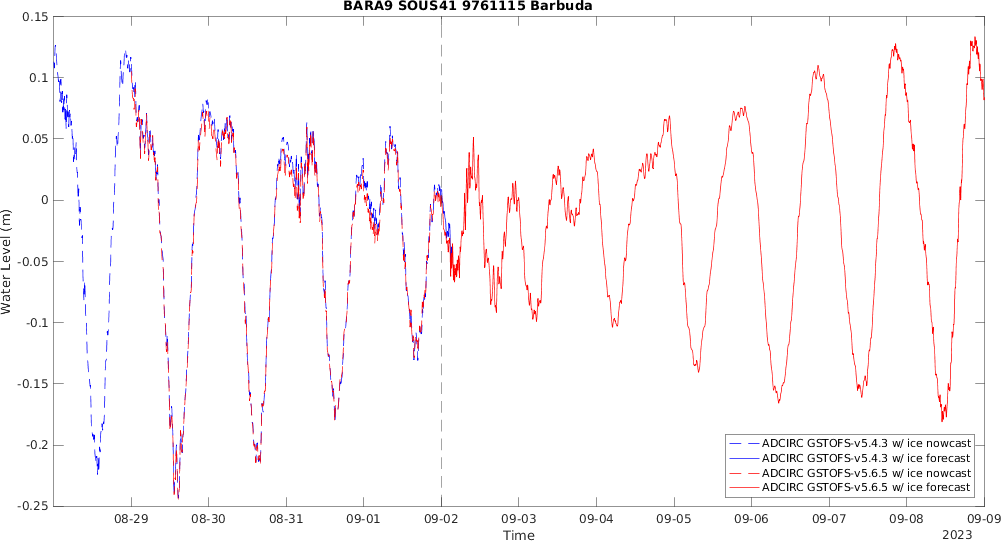 BARA9 SOUS41 9761115 Barbuda
Water Level (m)
0.15
0.1
0.05
0
-0.05
-0.1
-0.15
-0.2
-0.25
ADCIRC GSTOFS-v5.4.3 w/ ice nowcast
ADCIRC GSTOFS-v5.4.3 w/ ice forecast
ADCIRC GSTOFS-v5.6.5 w/ ice nowcast
ADCIRC GSTOFS-v5.6.5 w/ ice forecast
08-29 08-30 08-31 09-01 09-02 09-03 09-04 09-05 09-06 09-07 09-08 09-09
Time
2023